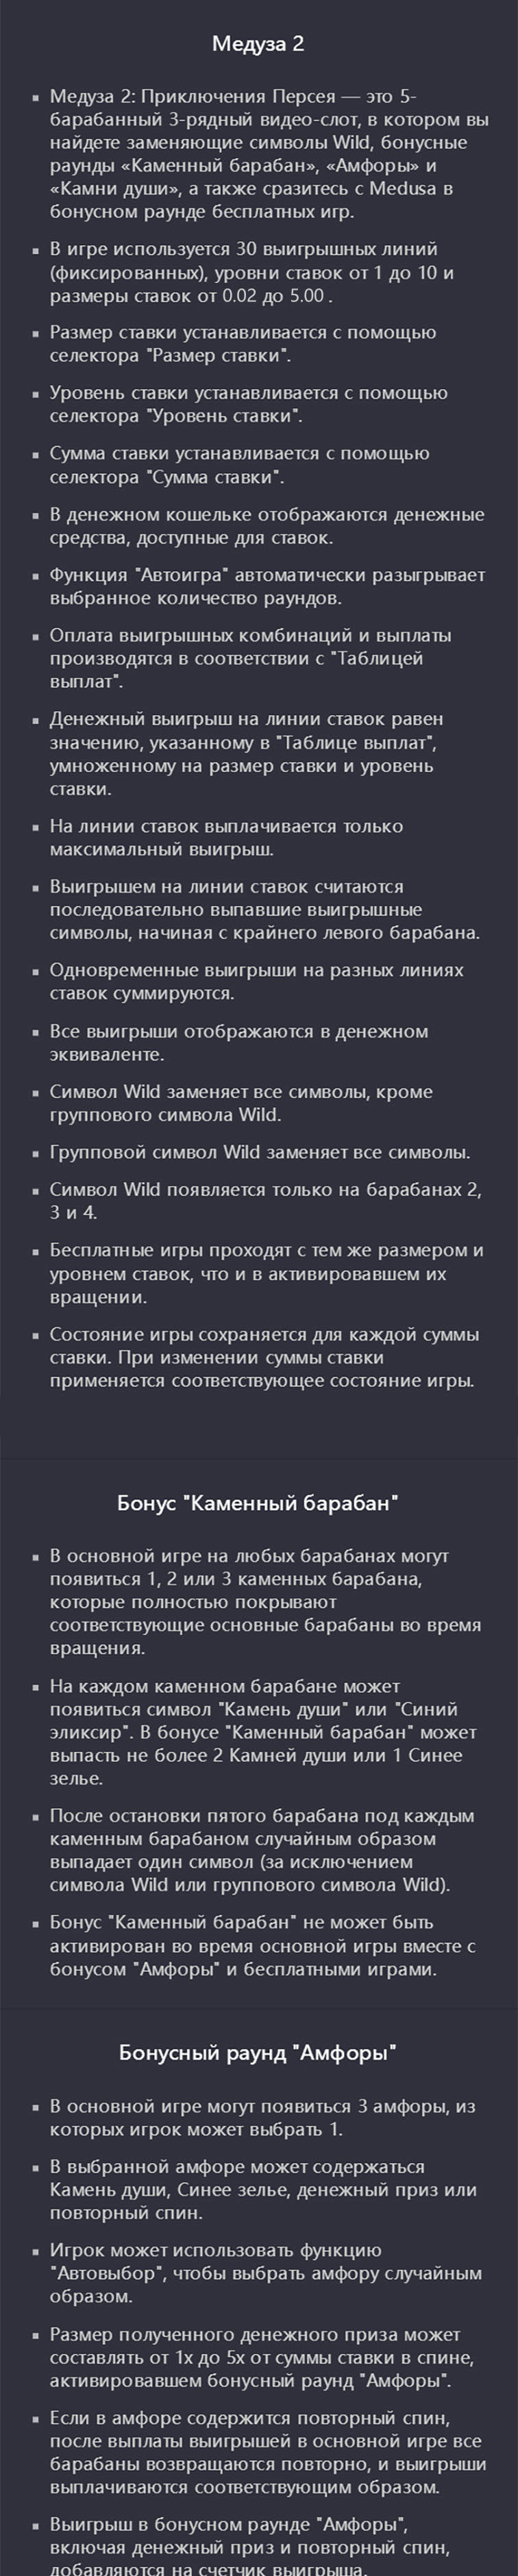 Медуза 2
▪ Медуза 2: Приключения Персея — это 5-
барабанный 3-рядный видео-слот, в котором вы
найдете заменяющие символы Wild, бонусные
раунды «Каменный барабан», «Амфоры» и
«Камни души», а также сразитесь с Medusa в
бонусном раунде бесплатных игр.
▪ В игре используется 30 выигрышных линий
(фиксированных), уровни ставок от 1 до 10 и
размеры ставок от 0.02 до 5.00 .
▪ Размер ставки устанавливается с помощью
селектора "Размер ставки".
▪ Уровень ставки устанавливается с помощью
селектора "Уровень ставки".
▪ Сумма ставки устанавливается с помощью
селектора "Сумма ставки".
▪ В денежном кошельке отображаются денежные
средства, доступные для ставок.
▪ Функция "Автоигра" автоматически разыгрывает
выбранное количество раундов.
▪ Оплата выигрышных комбинаций и выплаты
производятся в соответствии с "Таблицей
выплат".
▪ Денежный выигрыш на линии ставок равен
значению, указанному в "Таблице выплат",
умноженному на размер ставки и уровень
ставки.
▪ На линии ставок выплачивается только
максимальный выигрыш.
▪ Выигрышем на линии ставок считаются
последовательно выпавшие выигрышные
символы, начиная с крайнего левого барабана.
▪ Одновременные выигрыши на разных линиях
ставок суммируются.
▪ Все выигрыши отображаются в денежном
эквиваленте.
▪ Символ Wild заменяет все символы, кроме
группового символа Wild.
▪ Групповой символ Wild заменяет все символы.
▪ Символ Wild появляется только на барабанах 2,
3 и 4.
▪ Бесплатные игры проходят с тем же размером и
уровнем ставок, что и в активировавшем их
вращении.
▪ Состояние игры сохраняется для каждой суммы
ставки. При изменении суммы ставки
применяется соответствующее состояние игры.
Бонус "Каменный барабан"
▪ В основной игре на любых барабанах могут
появиться 1, 2 или 3 каменных барабана,
которые полностью покрывают
соответствующие основные барабаны во время
вращения.
▪ На каждом каменном барабане может
появиться символ "Камень души" или "Синий
эликсир". В бонусе "Каменный барабан" может
выпасть не более 2 Камней души или 1 Синее
зелье.
▪ После остановки пятого барабана под каждым
каменным барабаном случайным образом
выпадает один символ (за исключением
символа Wild или группового символа Wild).
▪ Бонус "Каменный барабан" не может быть
активирован во время основной игры вместе с
бонусом "Амфоры" и бесплатными играми.
Бонусный раунд "Амфоры"
▪ В основной игре могут появиться 3 амфоры, из
которых игрок может выбрать 1.
▪ В выбранной амфоре может содержаться
Камень души, Синее зелье, денежный приз или
повторный спин.
▪ Игрок может использовать функцию
"Автовыбор", чтобы выбрать амфору случайным
образом.
▪ Размер полученного денежного приза может
составлять от 1x до 5x от суммы ставки в спине,
активировавшем бонусный раунд "Амфоры".
▪ Если в амфоре содержится повторный спин,
после выплаты выигрышей в основной игре все
барабаны возвращаются повторно, и выигрыши
выплачиваются соответствующим образом.
▪ Выигрыш в бонусном раунде "Амфоры",
включая денежный приз и повторный спин,
добавляются на счетчик выигрыша.